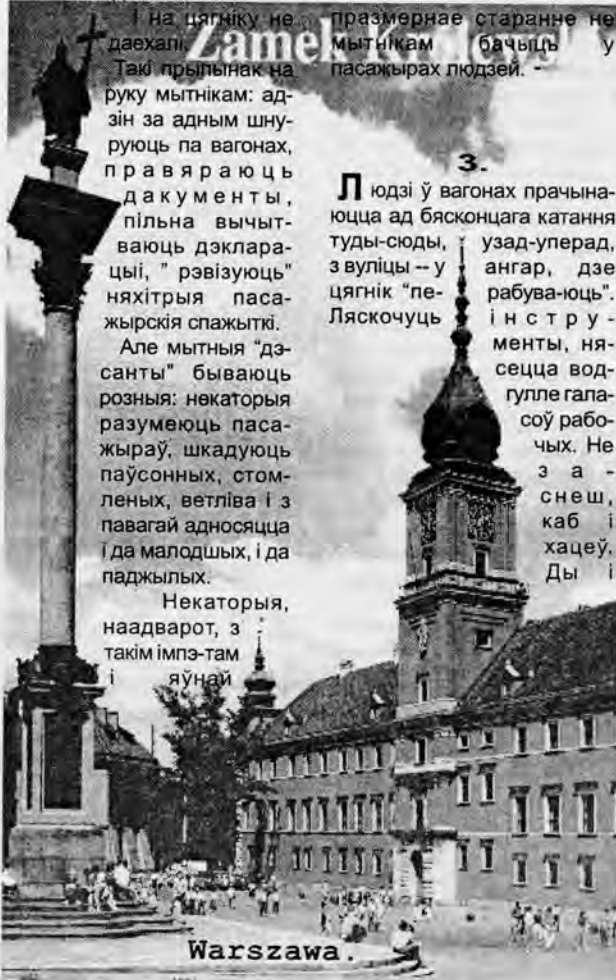 І на цягніку не
даехалі.
Такі прыпынак на
руку мытнікам: ад-
зін за адным шну-
руюць па вагонах,
правяраюць
дакументы,
пільна вычыт-
ваюць дэклара-
цыі, " рэвізуюць"
няхітрыя паса-
жырскія спажыткі.
Але мытныя "дэ-
санты" бываюць
розныя: некаторыя
разумеюць паса-
жыраў, шкадуюць
паўсонных, стом-
леных, ветліва і з
павагай адносяцца
і да малодшых, і да
паджылых.
Некаторыя,
наадварот, з
такім імпэ-там
і яўнай
празмернае старанне не
мытнікам бачыць у
пасажырах людзей. -
Zamek
3.
Людзі ў вагонах прачына-
юцца ад бясконцага катання
туды-сюды, узад-уперад,
з вуліцы -- у ангар, дзе
цягнік "пе- рабува-юць".
Ляскочуць інстру-
менты, ня-
сецца вод-
гулле гала-
соў рабо-
чых. Не
за-
снеш,
каб і
хацеў.
Ды і
Warszawa.